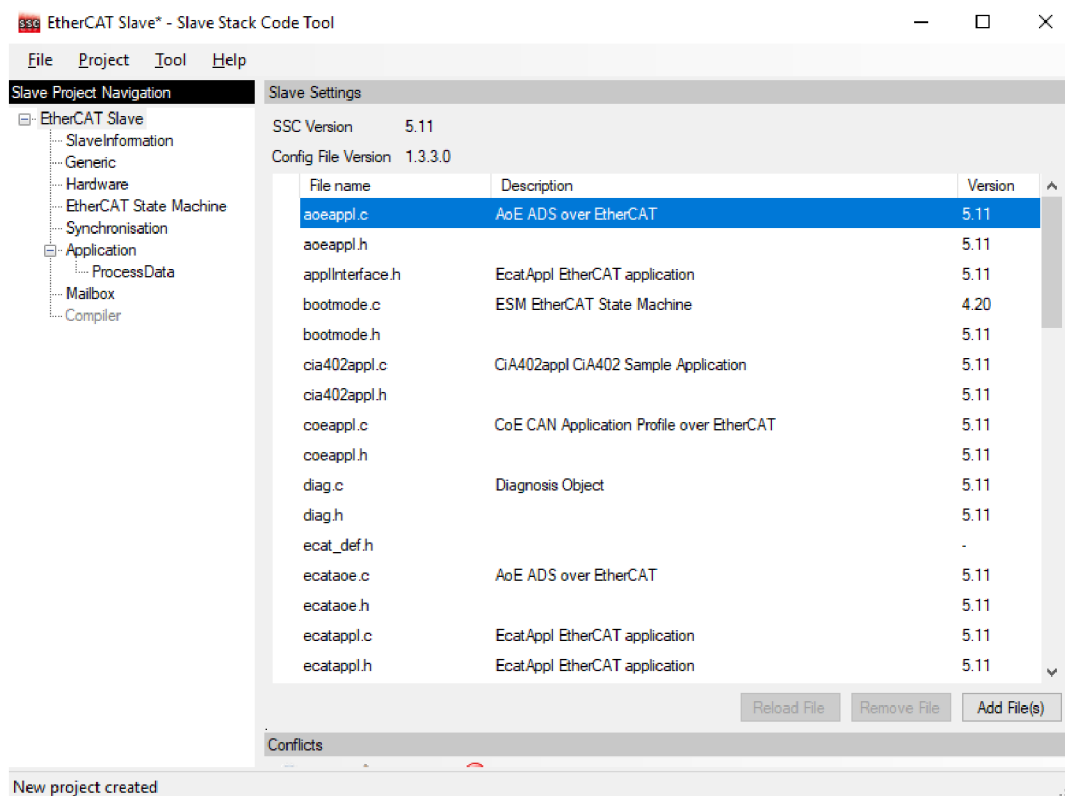 SSC EtherCAT Slave* - Slave Stack Code Tool
File Project Tool Help
Slave Project Navigation
EtherCAT Slave
SlaveInformation
Generic
Hardware
EtherCAT State Machine
Synchronisation
Application
ProcessData
Mailbox
Compiler
Slave Settings
SSC Version 5.11
Config File Version 1.3.3.0
File name Description Version
aoeappl.c AoE ADS over EtherCAT 5.11
aoeappl.h 5.11
applInterface.h EcatAppl EtherCAT application 5.11
bootmode.c ESM EtherCAT State Machine 4.20
bootmode.h 5.11
cia402appl.c CiA402appl CiA402 Sample Application 5.11
cia402appl.h 5.11
coeappl.c CoE CAN Application Profile over EtherCAT 5.11
coeappl.h 5.11
diag.c Diagnosis Object 5.11
diag.h 5.11
ecat_def.h -
ecataoe.c AoE ADS over EtherCAT 5.11
ecataoe.h 5.11
ecatappl.c EcatAppl EtherCAT application 5.11
ecatappl.h EcatAppl EtherCAT application 5.11
Reload File Remove File Add File(s)
Conflicts
New project created